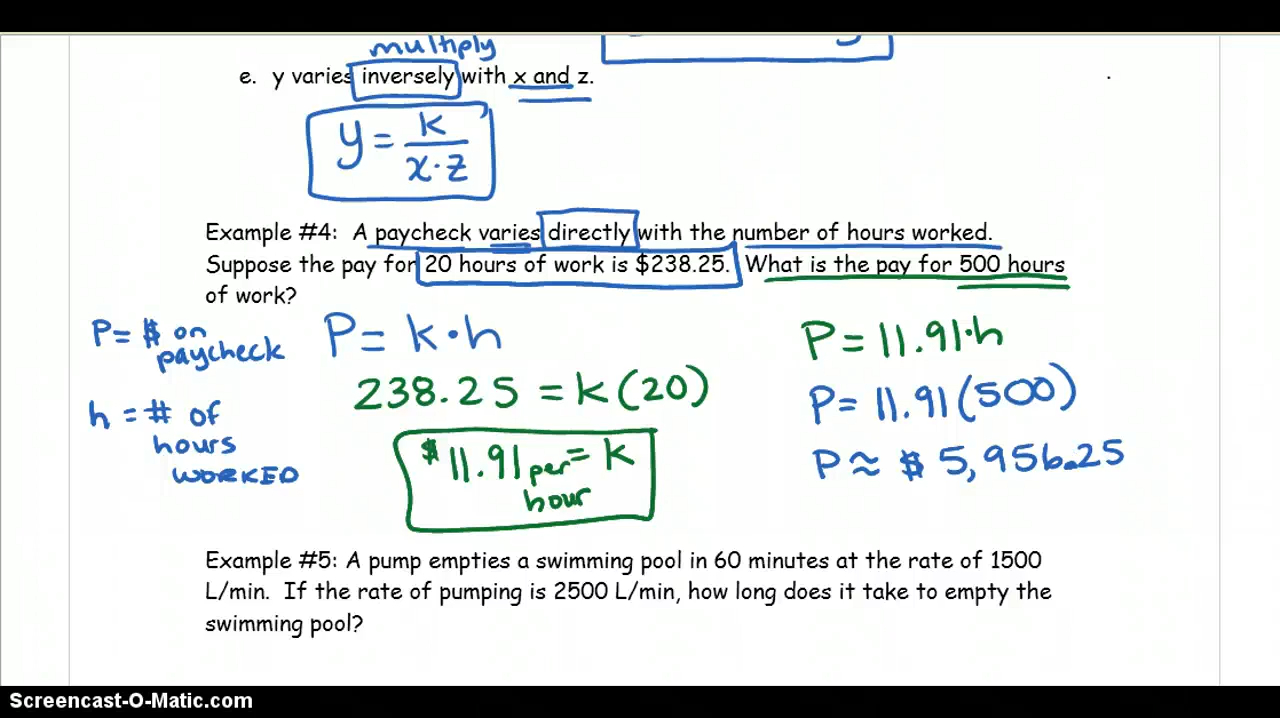 multiply
e. y varies inversely with x and z.
y = k / x · z
Example #4: A paycheck varies directly with the number of hours worked.
Suppose the pay for 20 hours of work is $238.25. What is the pay for 500 hours
of work?
P = $ on
paycheck
h = # of
hours
WORKED
P = k · h
238.25 = k (20)
$11.91 per = k
hour
P = 11.91 · h
P = 11.91 (500)
P ≈ $ 5,956.25
Example #5: A pump empties a swimming pool in 60 minutes at the rate of 1500
L/min. If the rate of pumping is 2500 L/min, how long does it take to empty the
swimming pool?
Screencast-O-Matic.com